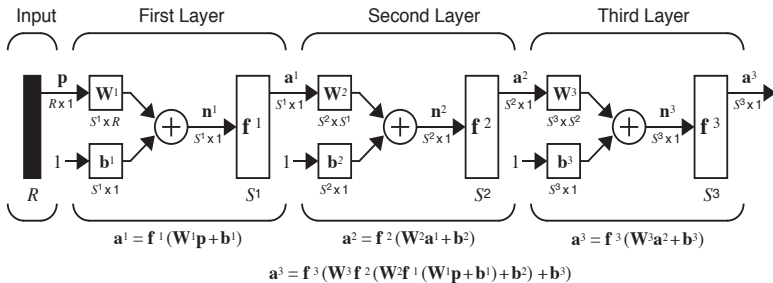 Input First Layer Second Layer Third Layer
p W¹ n¹ f ¹ a¹ W² n² f ² a² W³ n³ f ³ a³
R x 1 S¹ x R S¹ x 1 S¹ x 1 S² x S¹ S² x 1 S² x 1 S³ x S² S³ x 1 S³ x 1
1 b¹ 1 b² 1 b³
S¹ x 1 S² x 1 S³ x 1
R S¹ S² S³
a¹ = f ¹ (W¹p + b¹) a² = f ² (W²a¹ + b²) a³ = f ³ (W³a² + b³)
a³ = f ³ (W³ f ² (W² f ¹ (W¹p + b¹) + b²) + b³)